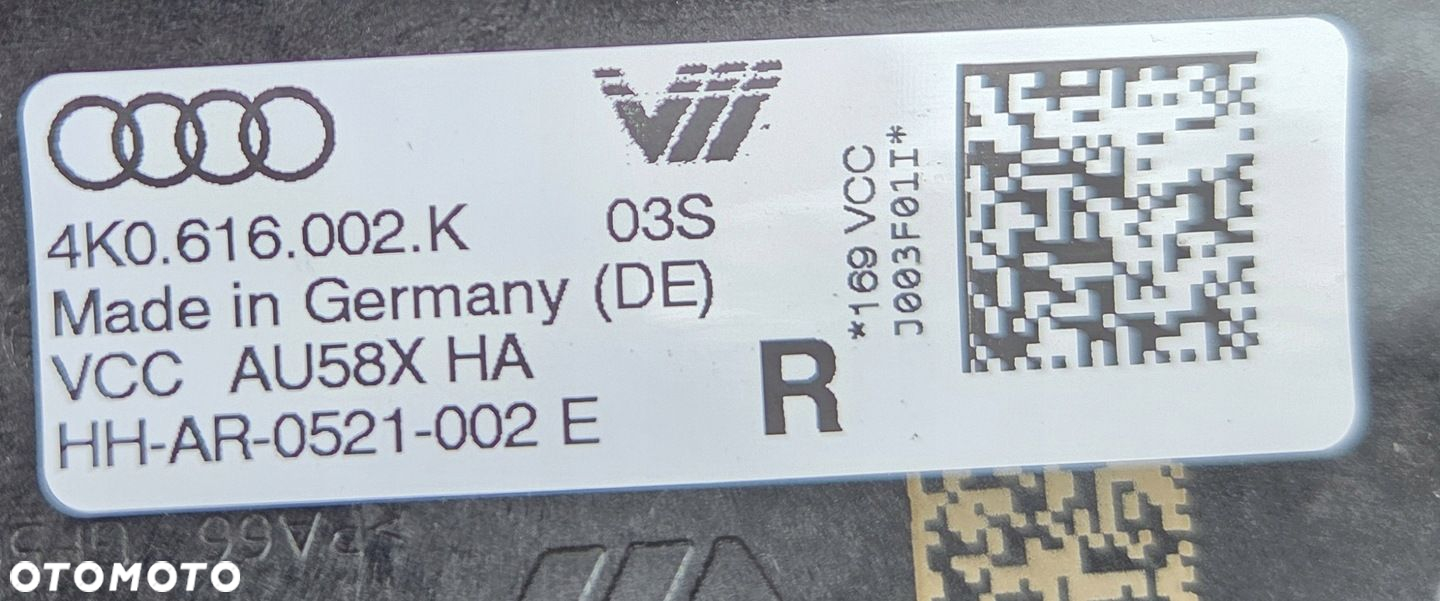 4K0.616.002.K 03S
Made in Germany (DE)
VCC AU58X HA
HH-AR-0521-002 E
R
*169 VCC
J003F01I*
>PA66
OTOMOTO